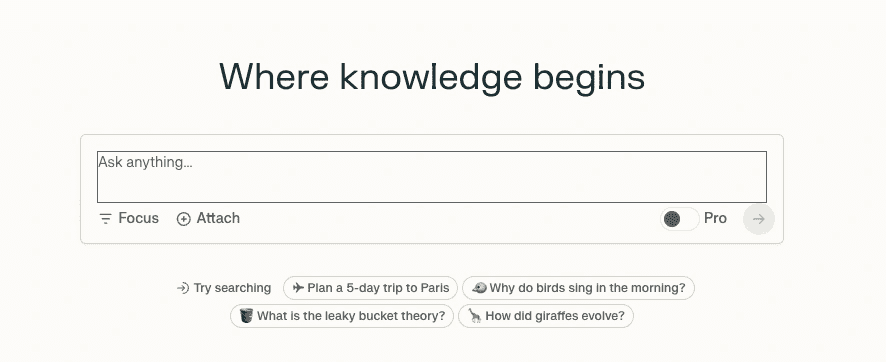 Where knowledge begins
Ask anything...
Focus Attach Pro
Try searching Plan a 5-day trip to Paris Why do birds sing in the morning?
What is the leaky bucket theory? How did giraffes evolve?